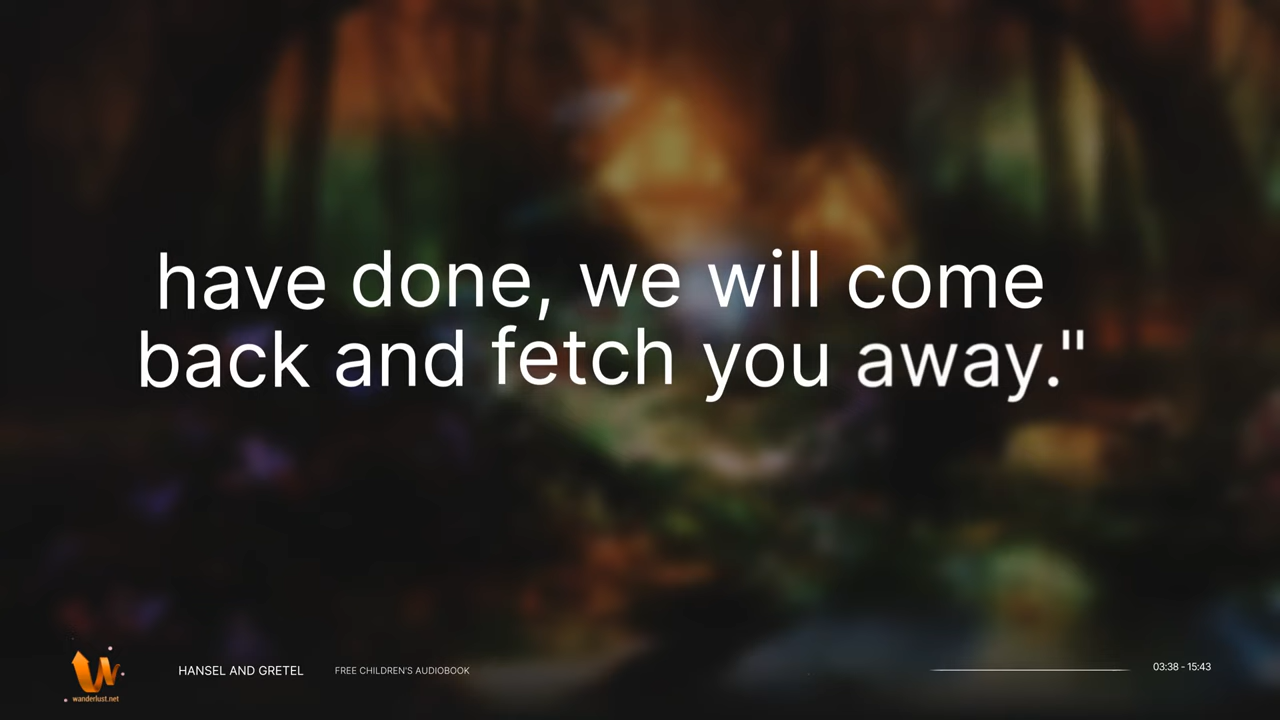 have done, we will come
back and fetch you away."
HANSEL AND GRETEL
FREE CHILDREN'S AUDIOBOOK
03:38 - 15:43
W
wanderlust.net